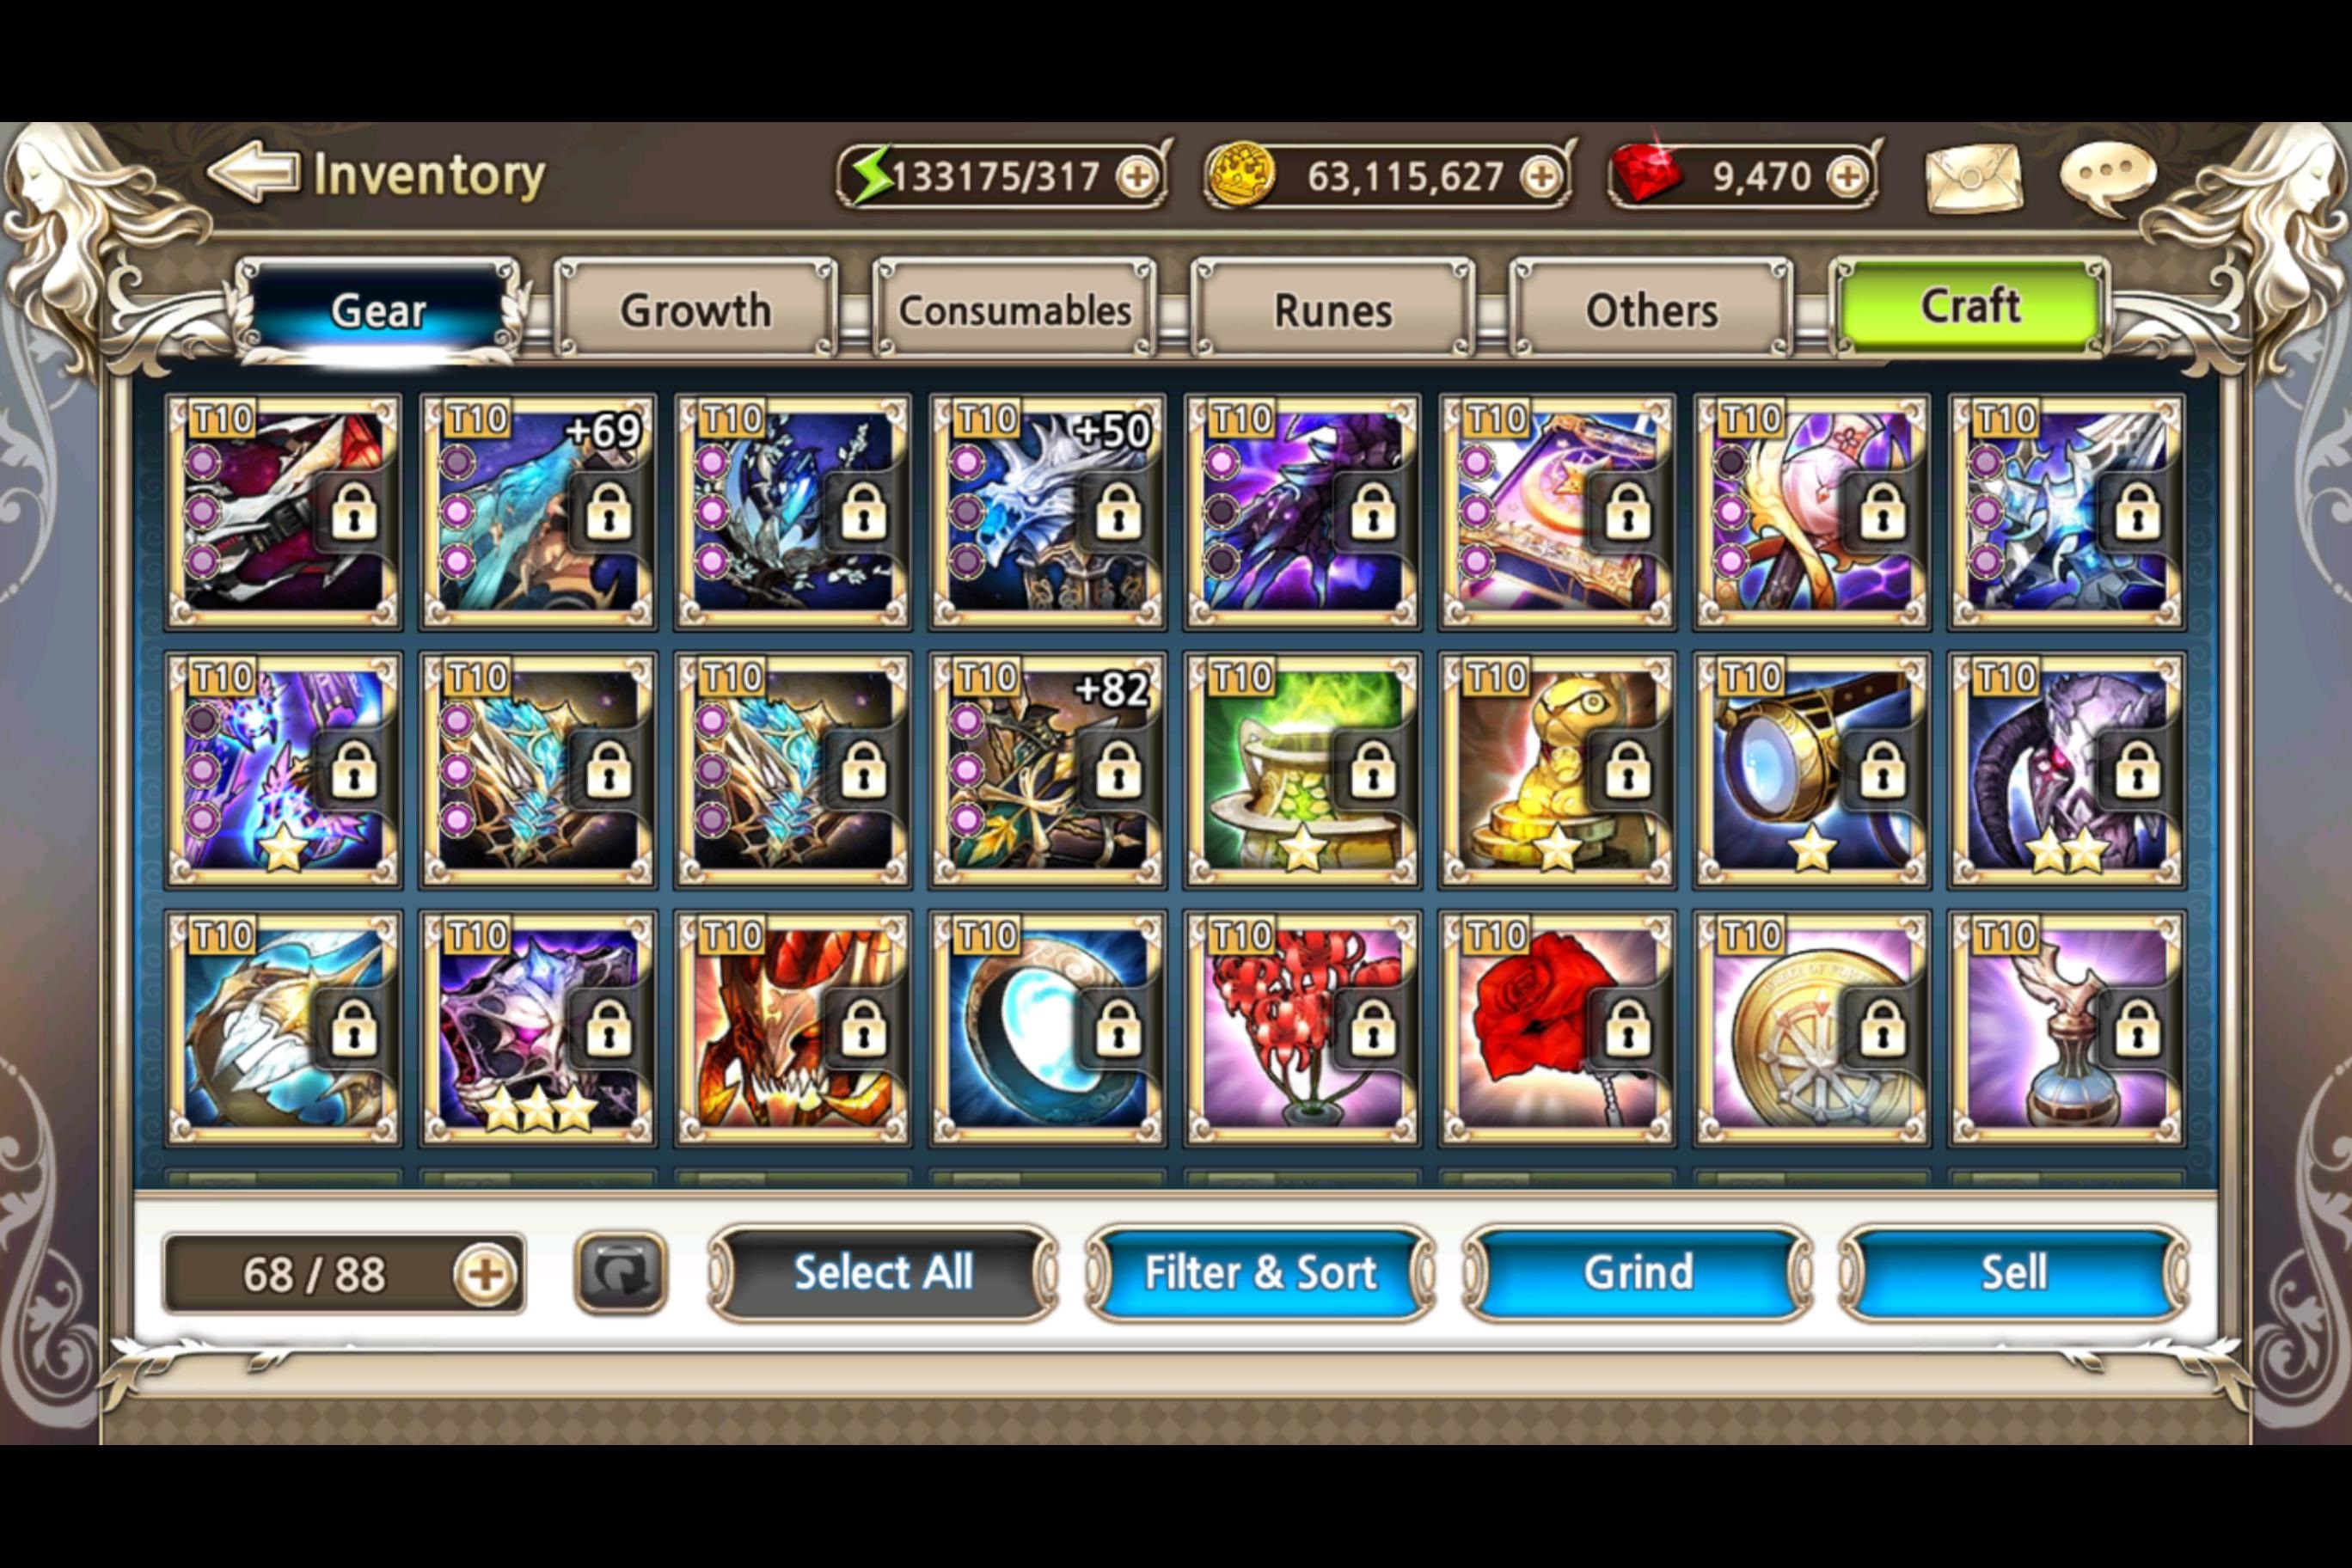 Inventory 133175/317 63,115,627 9,470
Gear Growth Consumables Runes Others Craft
T10 T10 +69 T10 T10 +50 T10 T10 T10 T10
T10 T10 T10 T10 +82 T10 T10 T10 T10
T10 T10 T10 T10 T10 T10 T10 T10
68 / 88 Select All Filter & Sort Grind Sell